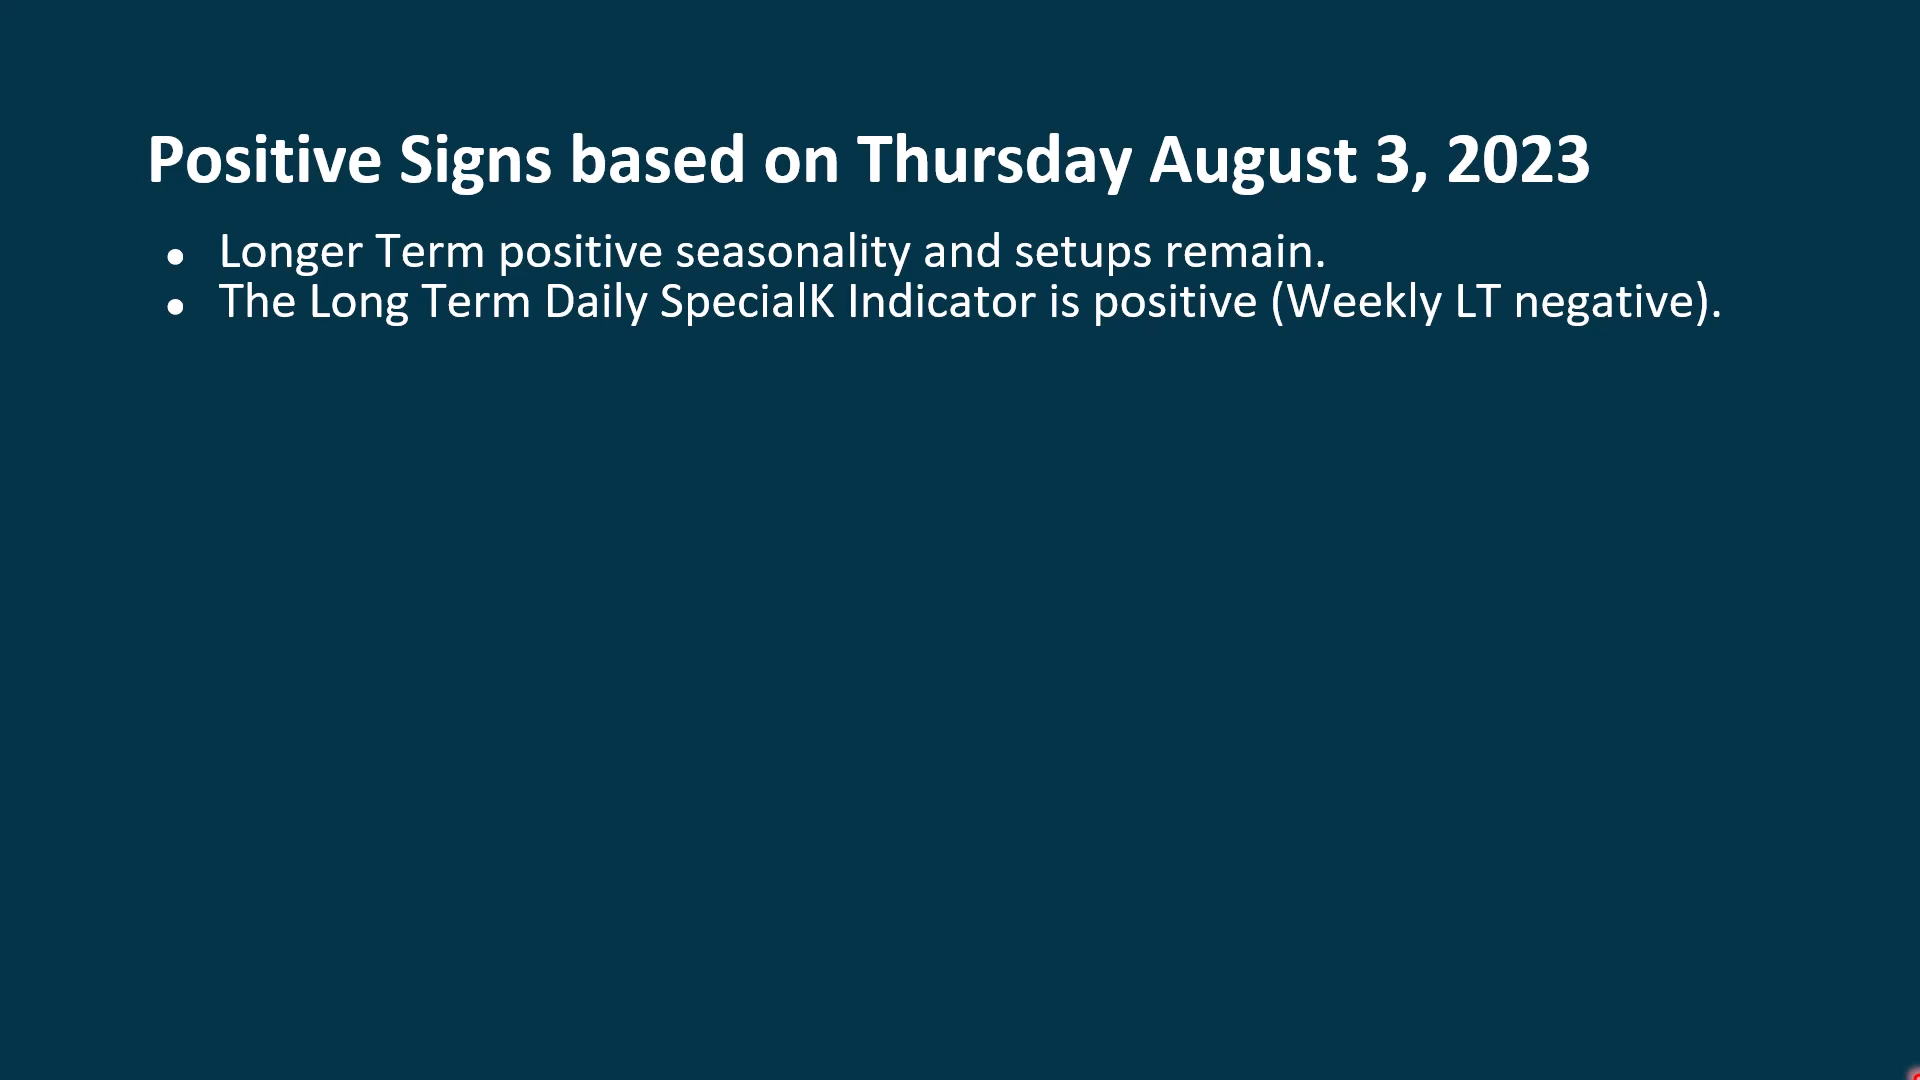 Positive Signs based on Thursday August 3, 2023
● Longer Term positive seasonality and setups remain.
● The Long Term Daily SpecialK Indicator is positive (Weekly LT negative).